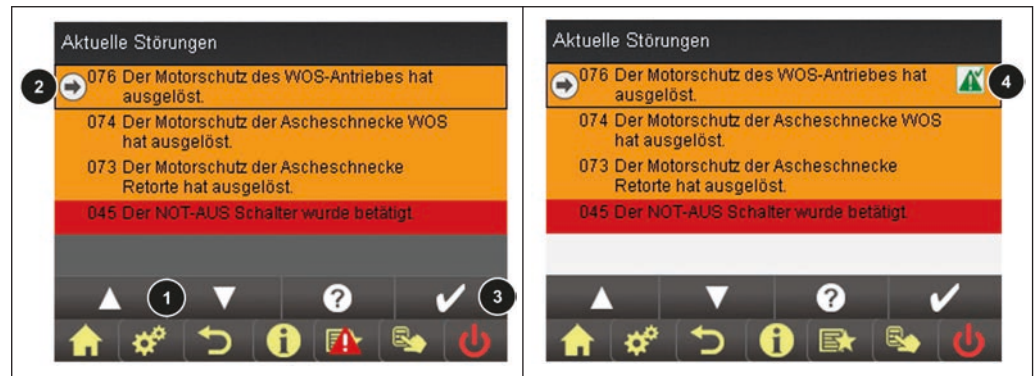 Aktuelle Störungen
2
076 Der Motorschutz des WOS-Antriebes hat
ausgelöst.
074 Der Motorschutz der Ascheschnecke WOS
hat ausgelöst.
073 Der Motorschutz der Ascheschnecke
Retorte hat ausgelöst.
045 Der NOT-AUS Schalter wurde betätigt.
1
?
3
i
Aktuelle Störungen
076 Der Motorschutz des WOS-Antriebes hat
ausgelöst.
4
074 Der Motorschutz der Ascheschnecke WOS
hat ausgelöst.
073 Der Motorschutz der Ascheschnecke
Retorte hat ausgelöst.
045 Der NOT-AUS Schalter wurde betätigt.
?
i